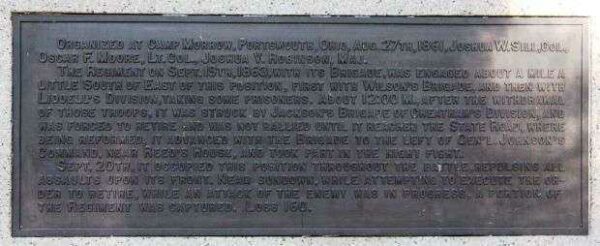 ORGANIZED AT CAMP MORROW, PORTSMOUTH, OHIO, AUG. 27TH, 1861, JOSHUA W. SILL, COL.,
OSCAR F. MOORE, LT. COL., JOSHUA V. ROBINSON, MAJ.
THE REGIMENT ON SEPT. 19TH, 1863, WITH ITS BRIGADE, WAS ENGAGED ABOUT A MILE A
LITTLE SOUTH OF EAST OF THIS POSITION, FIRST WITH WILSON'S BRIGADE, AND THEN WITH
LIDDELL'S DIVISION, TAKING SOME PRISONERS. ABOUT 12:00 M., AFTER THE WITHDRAWAL
OF THOSE TROOPS, IT WAS STRUCK BY JACKSON'S BRIGADE OF CHEATHAM'S DIVISION, AND
WAS FORCED TO RETIRE AND WAS NOT RALLIED UNTIL IT REACHED THE STATE ROAD, WHERE
BEING REFORMED, IT ADVANCED WITH THE BRIGADE TO THE LEFT OF GEN'L JOHNSON'S
COMMAND, NEAR REED'S HOUSE, AND TOOK PART IN THE NIGHT FIGHT.
SEPT. 20TH, IT OCCUPIED THIS POSITION THROUGHOUT THE BATTLE, REPULSING ALL
ASSAULTS UPON ITS FRONT. NEAR SUNDOWN, WHILE ATTEMPTING TO EXECUTE THE OR-
DER TO RETIRE, WHILE AN ATTACK OF THE ENEMY WAS IN PROGRESS, A PORTION OF
THE REGIMENT WAS CAPTURED. LOSS 160.